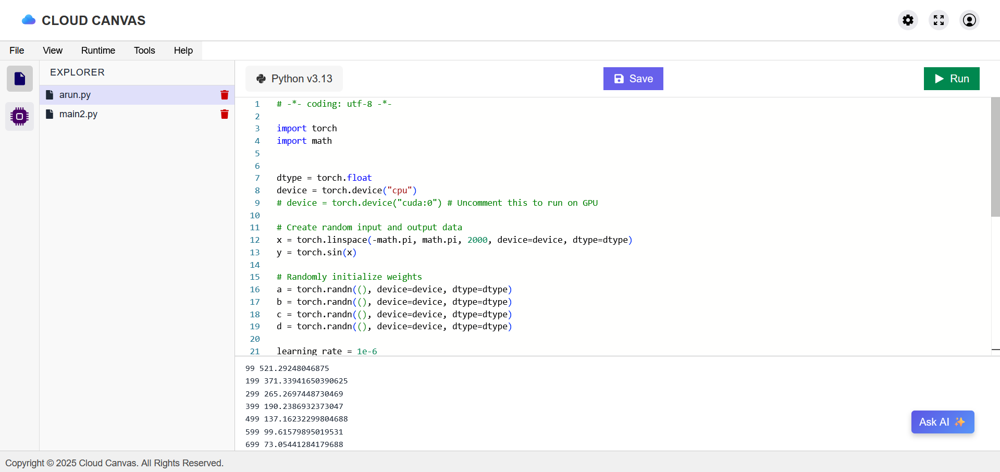 CLOUD CANVAS
File View Runtime Tools Help
EXPLORER
arun.py
main2.py
Python v3.13
Save
Run
1 # -*- coding: utf-8 -*-
2
3 import torch
4 import math
5
6
7 dtype = torch.float
8 device = torch.device("cpu")
9 # device = torch.device("cuda:0") # Uncomment this to run on GPU
10
11 # Create random input and output data
12 x = torch.linspace(-math.pi, math.pi, 2000, device=device, dtype=dtype)
13 y = torch.sin(x)
14
15 # Randomly initialize weights
16 a = torch.randn((), device=device, dtype=dtype)
17 b = torch.randn((), device=device, dtype=dtype)
18 c = torch.randn((), device=device, dtype=dtype)
19 d = torch.randn((), device=device, dtype=dtype)
20
21 learning_rate = 1e-6
99 521.29248046875
199 371.33941650390625
299 265.2697448730469
399 190.2386932373047
499 137.16232299804688
599 99.61579895019531
699 73.05441284179688
Ask AI ✨
Copyright © 2025 Cloud Canvas. All Rights Reserved.